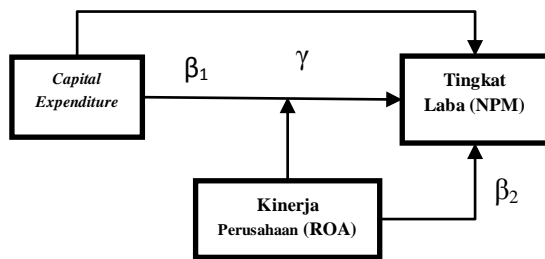 Capital
Expenditure
β₁
γ
Tingkat
Laba (NPM)
Kinerja
Perusahaan (ROA)
β₂